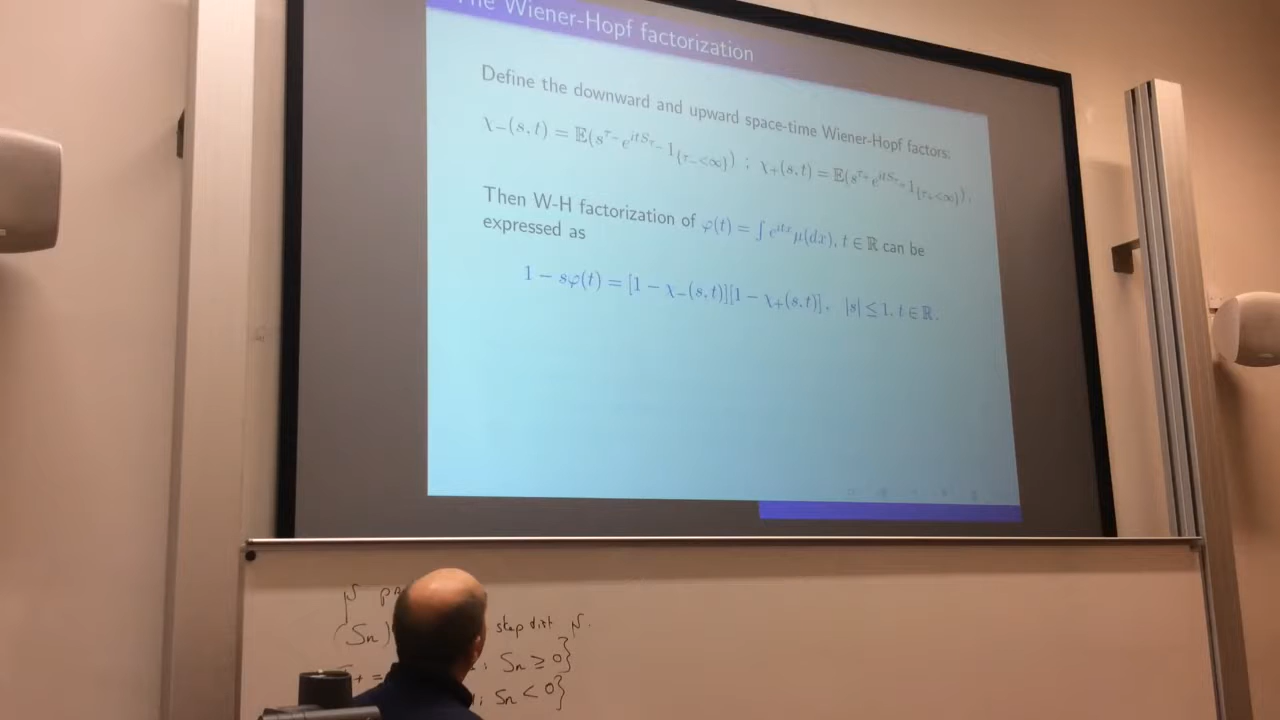 The Wiener-Hopf factorization
Define the downward and upward space-time Wiener-Hopf factors:
χ₋(s, t) = 𝔼(s^{τ₋} e^{itS_{τ₋}} 1_{{τ₋<∞}}) ; χ₊(s, t) = 𝔼(s^{τ₊} e^{itS_{τ₊}} 1_{{τ₊<∞}}),
Then W-H factorization of φ(t) = ∫ e^{itx} μ(dx), t ∈ ℝ can be
expressed as
1 − sφ(t) = [1 − χ₋(s, t)][1 − χ₊(s, t)], |s| ≤ 1, t ∈ ℝ.
μ
(Sn) step dist μ.
+ = : Sn ≥ 0}
: Sn < 0}